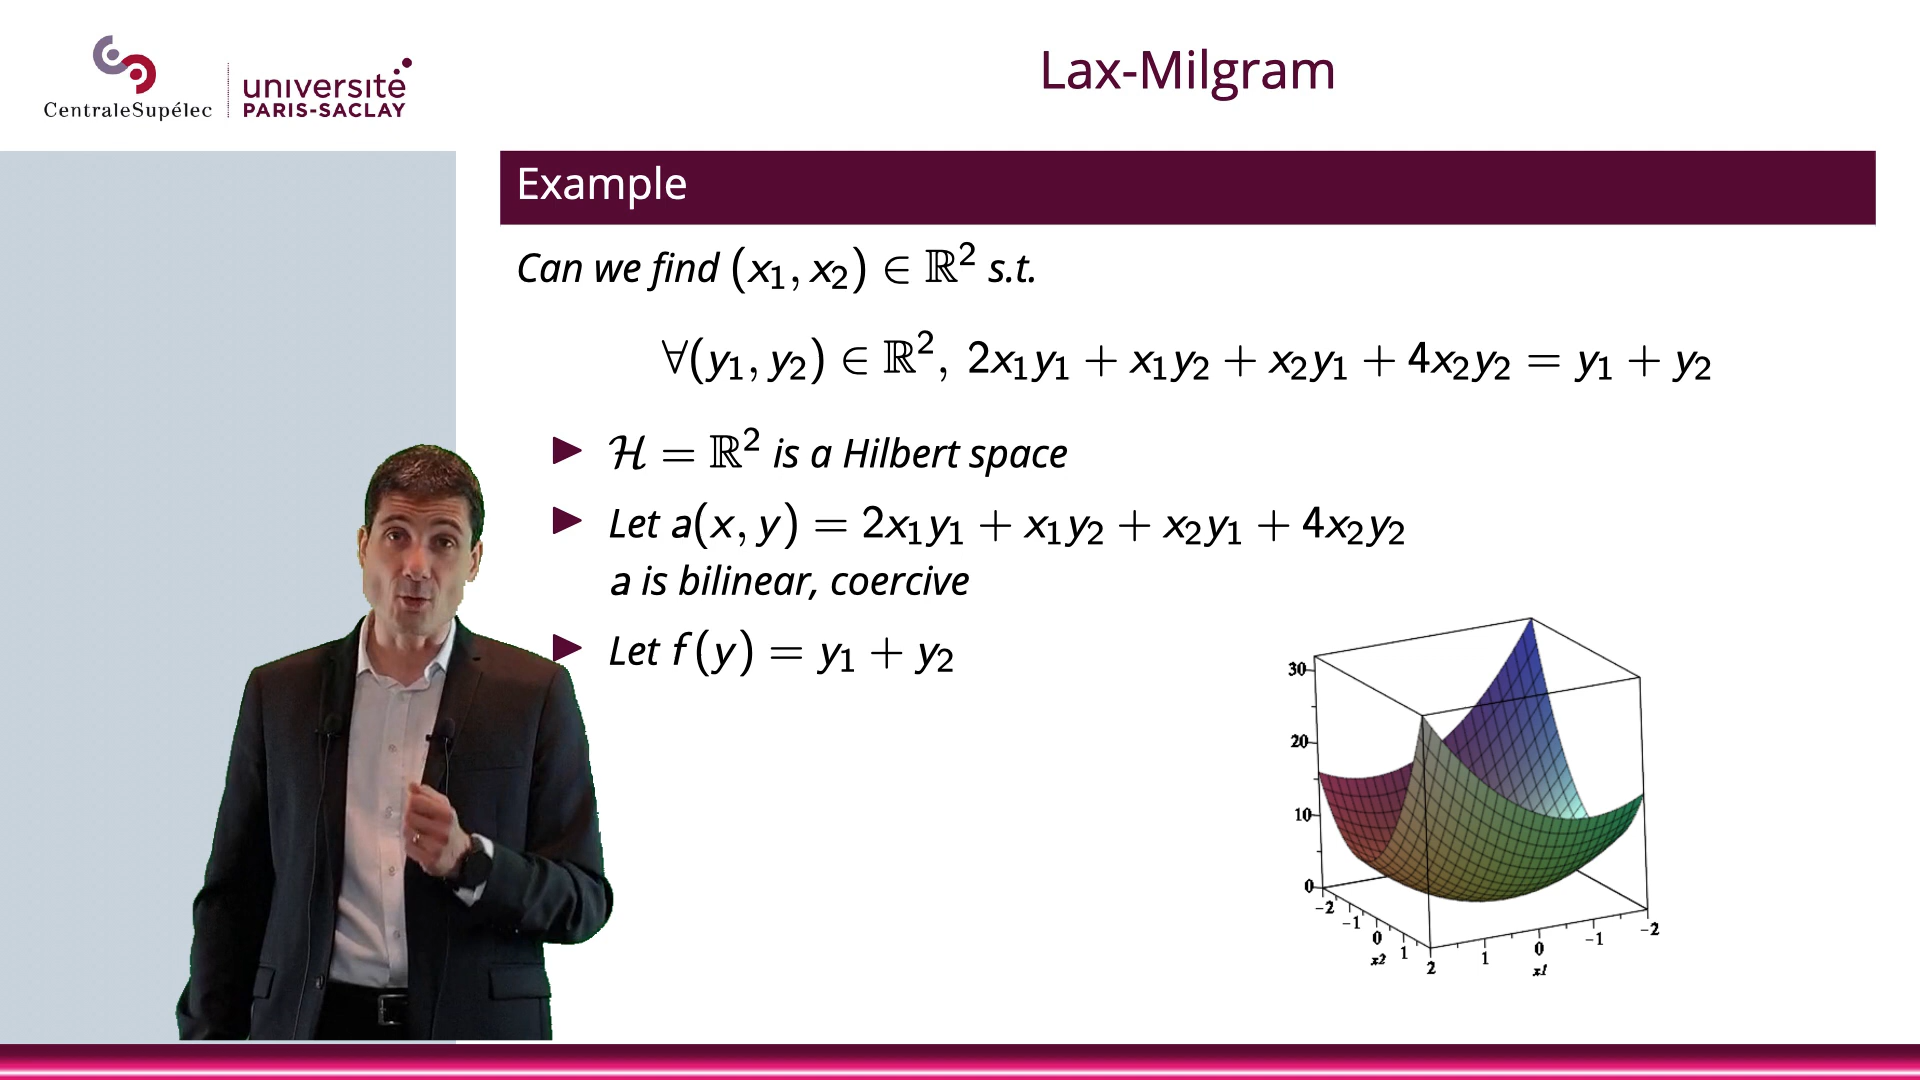 CentraleSupélec
université
PARIS-SACLAY
Lax-Milgram
Example
Can we find (x₁, x₂) ∈ ℝ² s.t.
∀(y₁, y₂) ∈ ℝ², 2x₁y₁ + x₁y₂ + x₂y₁ + 4x₂y₂ = y₁ + y₂
▶ ℋ = ℝ² is a Hilbert space
▶ Let a(x, y) = 2x₁y₁ + x₁y₂ + x₂y₁ + 4x₂y₂
a is bilinear, coercive
▶ Let f(y) = y₁ + y₂
30
20
10
0
-2 -1 0 1 2
x2
1 0 -1 -2
x1